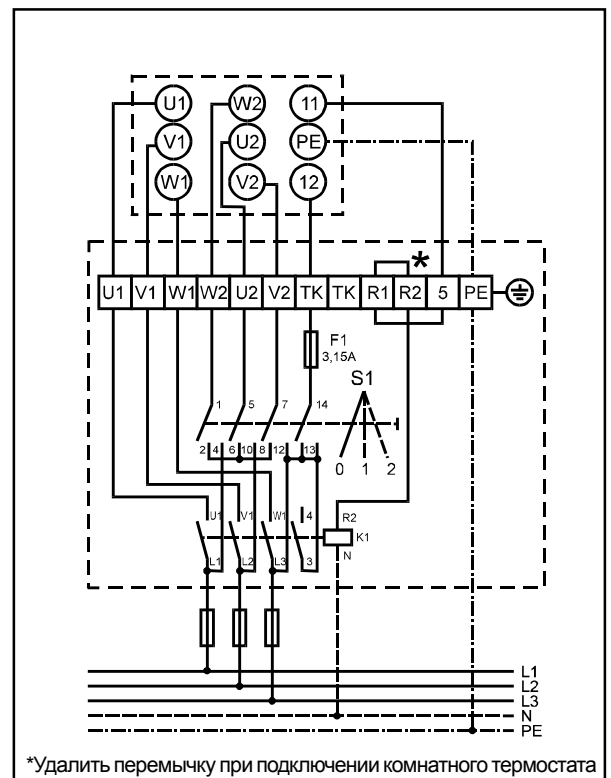 U1 W2 11
V1 U2 PE
W1 V2 12
*
U1 V1 W1 W2 U2 V2 TK TK R1 R2 5 PE
F1
3,15A
S1
1 5 7 14
2 4 6 10 8 12 13
0 1 2
U1 V1 W1 4 R2
K1
L1 L2 L3 3 N
L1
L2
L3
N
PE
*Удалить перемычку при подключении комнатного термостата